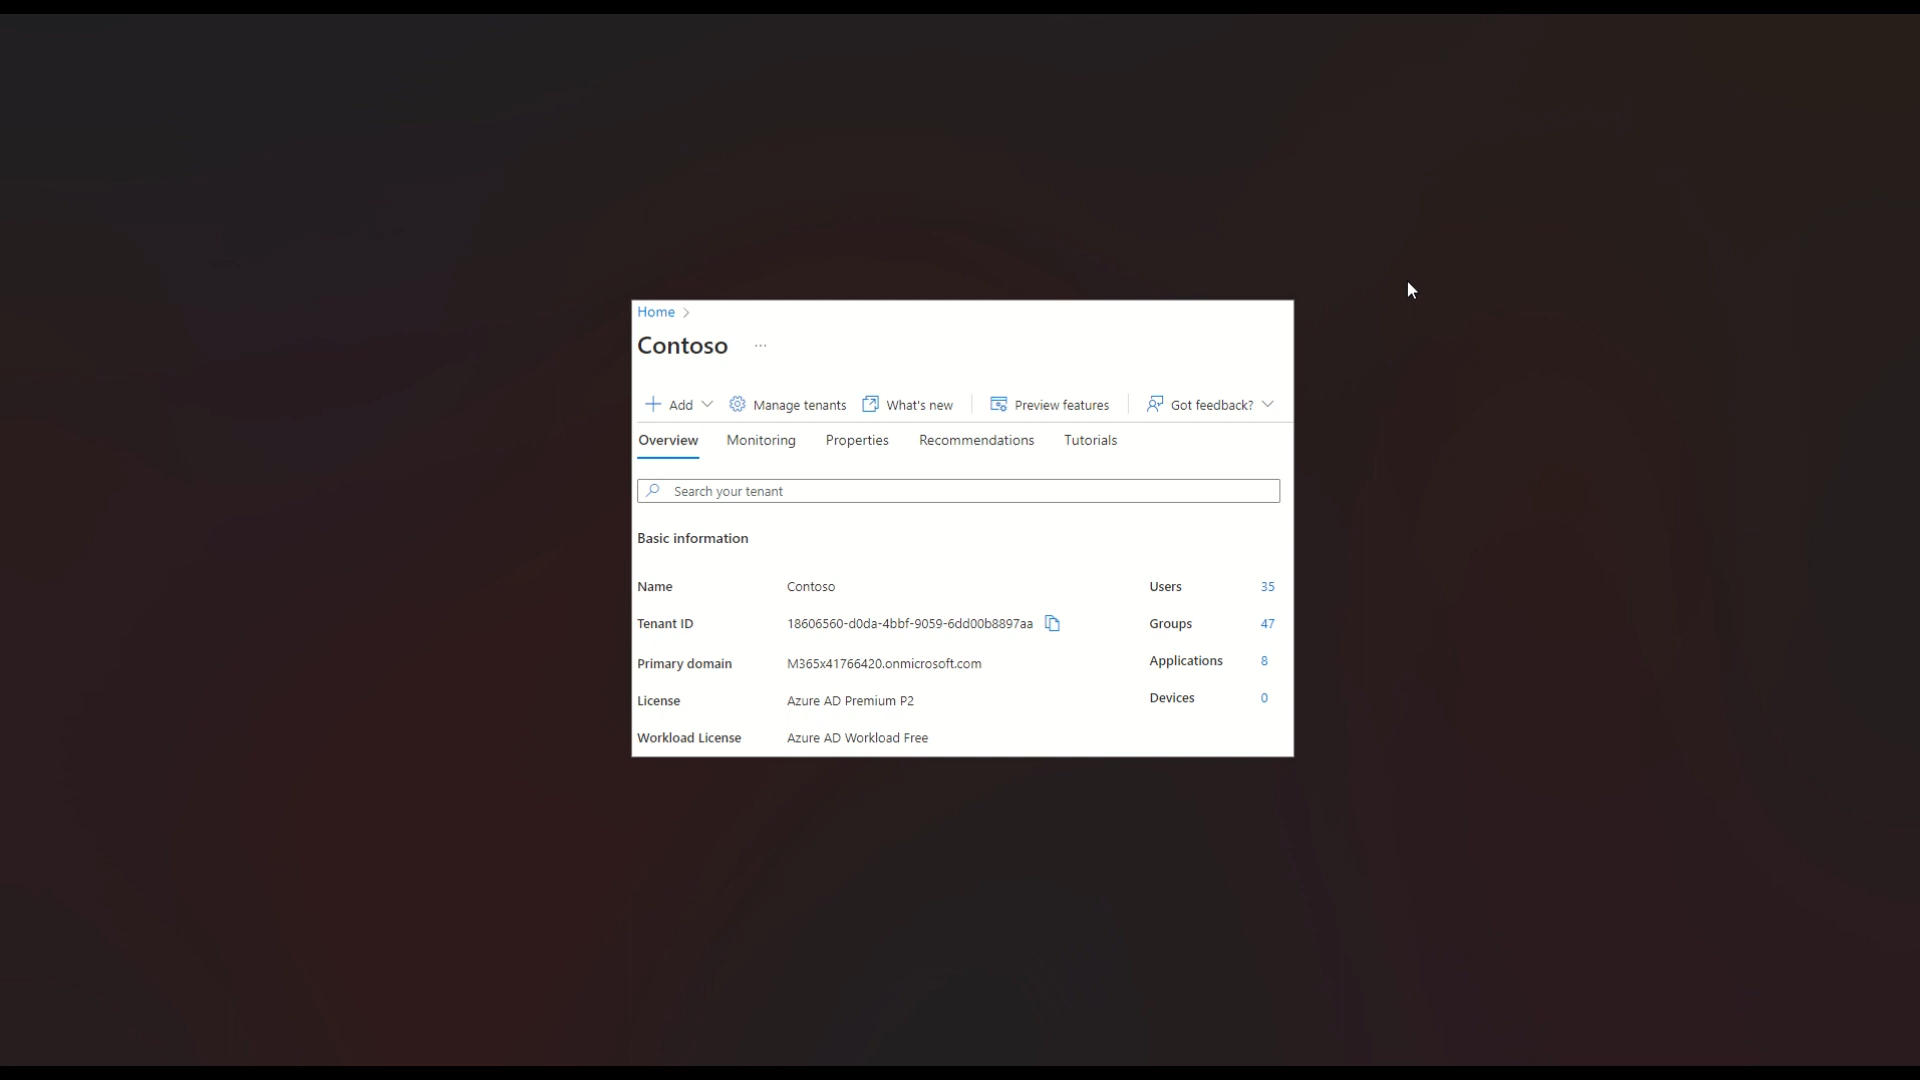 Home
Contoso ...
Add Manage tenants What's new Preview features Got feedback?
Overview Monitoring Properties Recommendations Tutorials
Search your tenant
Basic information
Name Contoso Users 35
Tenant ID 18606560-d0da-4bbf-9059-6dd00b8897aa Groups 47
Primary domain M365x41766420.onmicrosoft.com Applications 8
License Azure AD Premium P2 Devices 0
Workload License Azure AD Workload Free